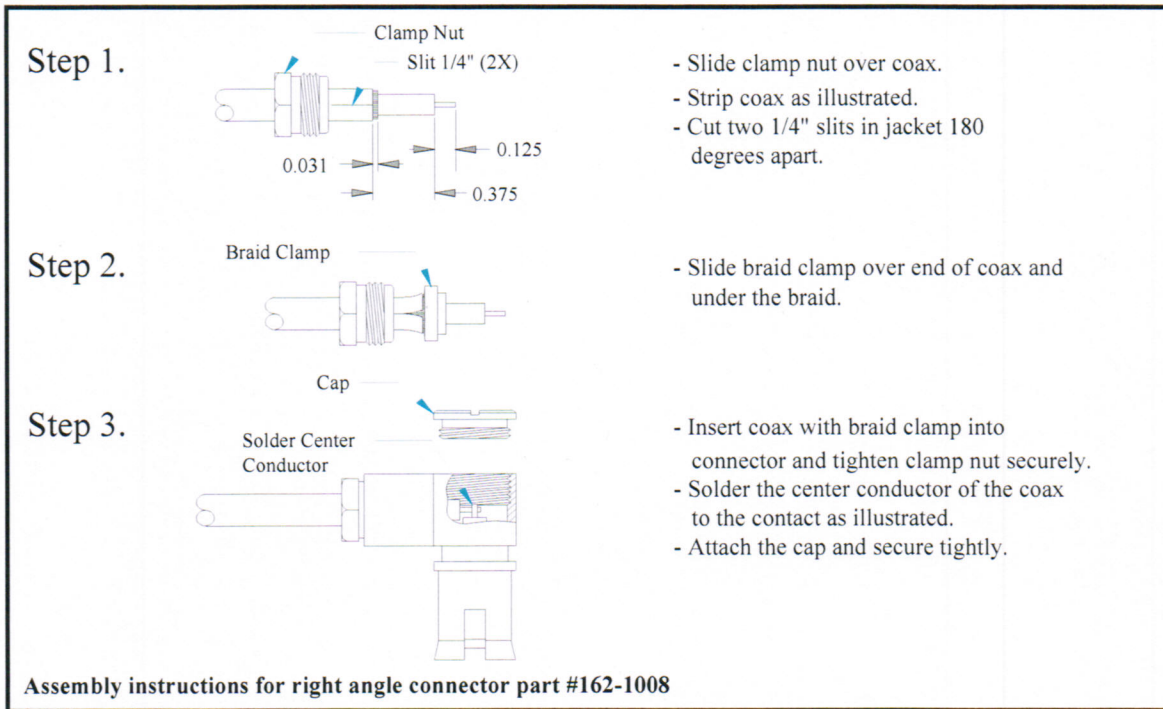 Step 1.
Clamp Nut
Slit 1/4" (2X)
0.031
0.125
0.375
- Slide clamp nut over coax.
- Strip coax as illustrated.
- Cut two 1/4" slits in jacket 180
degrees apart.
Step 2.
Braid Clamp
- Slide braid clamp over end of coax and
under the braid.
Step 3.
Cap
Solder Center
Conductor
- Insert coax with braid clamp into
connector and tighten clamp nut securely.
- Solder the center conductor of the coax
to the contact as illustrated.
- Attach the cap and secure tightly.
Assembly instructions for right angle connector part #162-1008